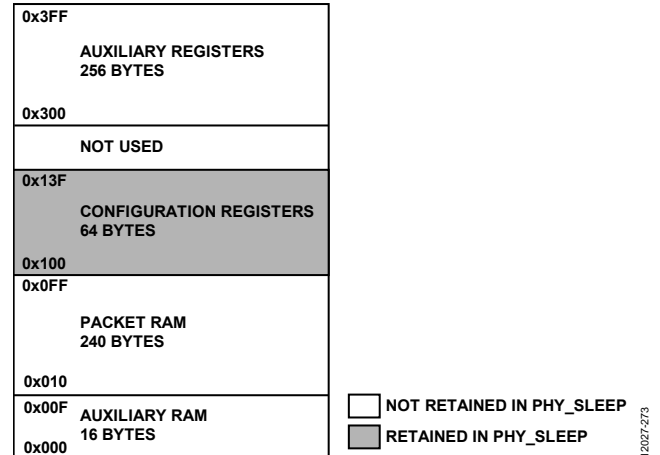 0x3FF
AUXILIARY REGISTERS
256 BYTES
0x300
NOT USED
0x13F
CONFIGURATION REGISTERS
64 BYTES
0x100
0x0FF
PACKET RAM
240 BYTES
0x010
0x00F
AUXILIARY RAM
16 BYTES
0x000
NOT RETAINED IN PHY_SLEEP
RETAINED IN PHY_SLEEP
12027-273